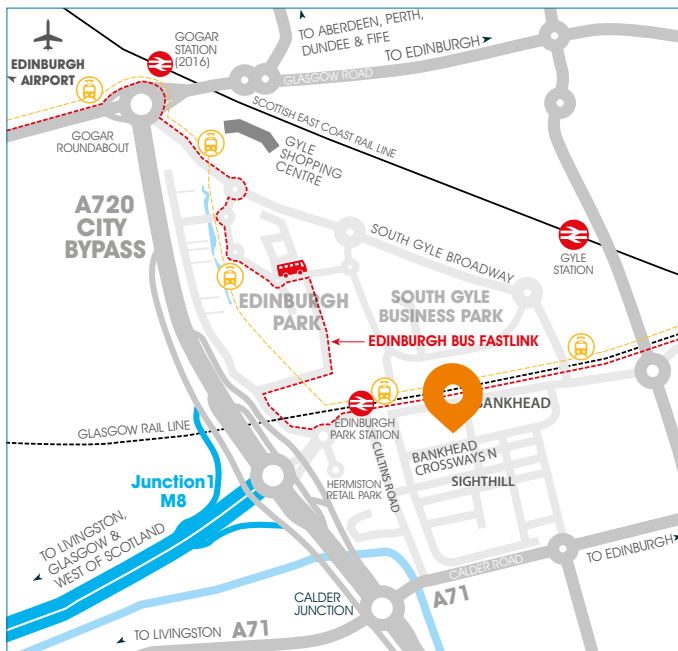 TO ABERDEEN, PERTH,
DUNDEE & FIFE
TO EDINBURGH
GOGAR
STATION
(2016)
EDINBURGH
AIRPORT
GLASGOW ROAD
SCOTTISH EAST COAST RAIL LINE
GOGAR
ROUNDABOUT
GYLE
SHOPPING
CENTRE
A720
CITY
BYPASS
SOUTH GYLE BROADWAY
GYLE
STATION
EDINBURGH
PARK
SOUTH GYLE
BUSINESS PARK
EDINBURGH BUS FASTLINK
BANKHEAD
GLASGOW RAIL LINE
EDINBURGH
PARK STATION
CULTINS ROAD
BANKHEAD
CROSSWAYS N
SIGHTHILL
Junction 1
M8
HERMISTON
RETAIL PARK
TO LIVINGSTON,
GLASGOW &
WEST OF SCOTLAND
CALDER ROAD
TO EDINBURGH
CALDER
JUNCTION
A71
TO LIVINGSTON A71